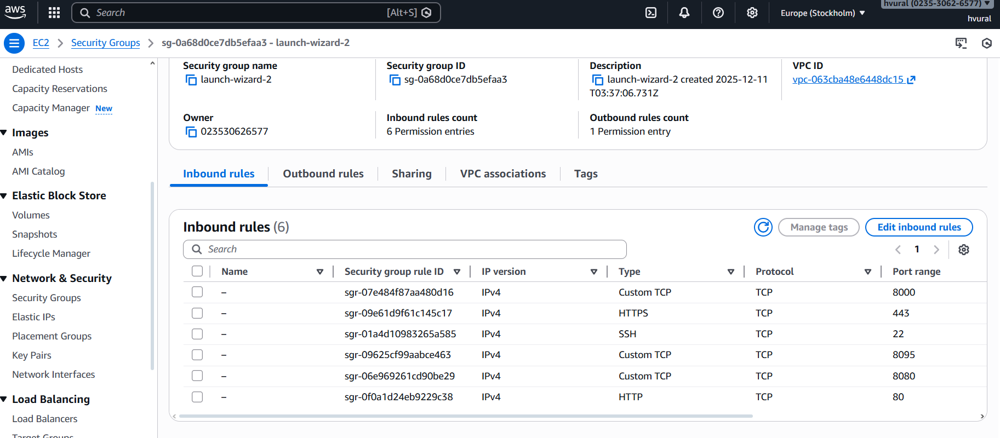 aws
Search [Alt+S]
Europe (Stockholm)
hvural (0235-3062-6577)
hvural
EC2 Security Groups sg-0a68d0ce7db5efaa3 - launch-wizard-2
Dedicated Hosts
Capacity Reservations
Capacity Manager New
Images
AMIs
AMI Catalog
Elastic Block Store
Volumes
Snapshots
Lifecycle Manager
Network & Security
Security Groups
Elastic IPs
Placement Groups
Key Pairs
Network Interfaces
Load Balancing
Load Balancers
Target Groups
Security group name
launch-wizard-2
Security group ID
sg-0a68d0ce7db5efaa3
Description
launch-wizard-2 created 2025-12-11
T03:37:06.731Z
VPC ID
vpc-063cba48e6448dc15
Owner
023530626577
Inbound rules count
6 Permission entries
Outbound rules count
1 Permission entry
Inbound rules Outbound rules Sharing VPC associations Tags
Inbound rules (6)
Manage tags Edit inbound rules
Search
1
Name Security group rule ID IP version Type Protocol Port range
– sgr-07e484f87aa480d16 IPv4 Custom TCP TCP 8000
– sgr-09e61d9f61c145c17 IPv4 HTTPS TCP 443
– sgr-01a4d10983265a585 IPv4 SSH TCP 22
– sgr-09625cf99aabce463 IPv4 Custom TCP TCP 8095
– sgr-06e969261cd90be29 IPv4 Custom TCP TCP 8080
– sgr-0f0a1d24eb9229c38 IPv4 HTTP TCP 80